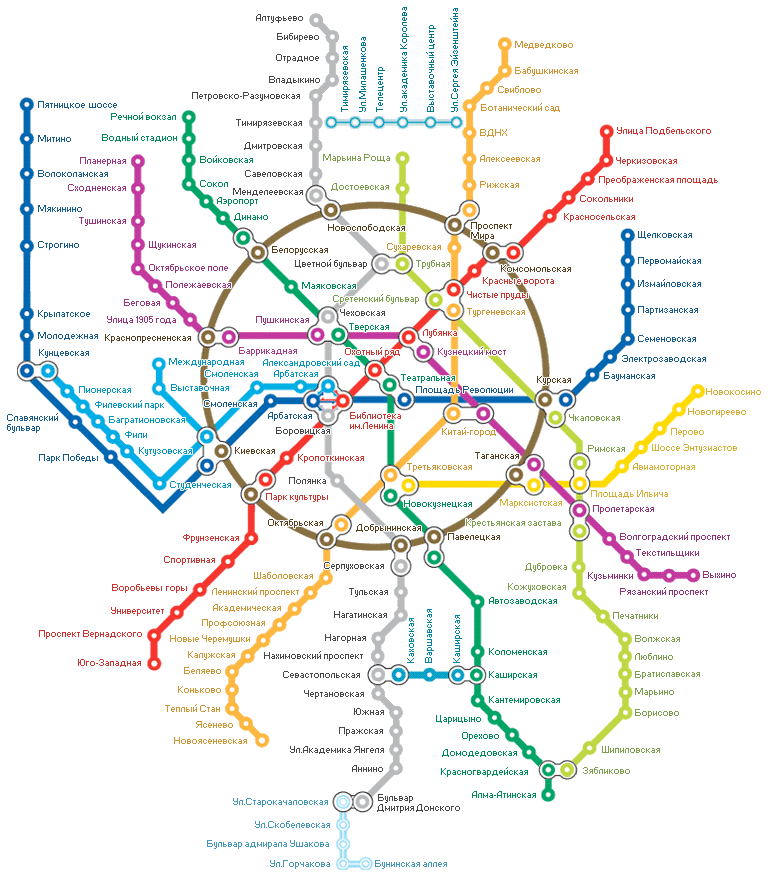 Алтуфьево
Бибирево
Отрадное
Владыкино
Петровско-Разумовская
Тимирязевская
Дмитровская
Савеловская
Менделеевская
Тимирязевская
Ул.Милашенкова
Телецентр
Ул.академика Королева
Выставочный центр
Ул.Сергея Эйзенштейна
Медведково
Бабушкинская
Свиблово
Ботанический сад
ВДНХ
Алексеевская
Рижская
Проспект
Мира
Улица Подбельского
Черкизовская
Преображенная площадь
Сокольники
Красносельская
Комсомольская
Красные ворота
Чистые пруды
Тургеневская
Пятницкое шоссе
Митино
Волоколамская
Мякинино
Строгино
Крылатское
Молодежная
Кунцевская
Славянский
бульвар
Парк Победы
Речной вокзал
Водный стадион
Войковская
Сокол
Аэропорт
Динамо
Белорусская
Маяковская
Планерная
Сходненская
Тушинская
Щукинская
Октябрьское поле
Полежаевская
Беговая
Улица 1905 года
Краснопресненская
Баррикадная
Марьина Роща
Достоевская
Новослободская
Сухаревская
Цветной бульвар
Трубная
Сретенский бульвар
Чеховская
Пушкинская
Тверская
Лубянка
Кузнецкий мост
Охотный ряд
Театральная
Площадь Революции
Александровский сад
Арбатская
Смоленская
Международная
Выставочная
Пионерская
Филевский парк
Багратионовская
Фили
Кутузовская
Студенческая
Киевская
Смоленская
Арбатская
Боровицкая
Библиотека
им.Ленина
Кропоткинская
Полянка
Парк культуры
Китай-город
Третьяковская
Новокузнецкая
Щелковская
Первомайская
Измайловская
Партизанская
Семеновская
Электрозаводская
Бауманская
Курская
Чкаловская
Новокосино
Новогиреево
Перово
Шоссе Энтузиастов
Авиамоторная
Римская
Площадь Ильича
Таганская
Марксистская
Крестьянская застава
Пролетарская
Волгоградский проспект
Текстильщики
Кузьминки
Рязанский проспект
Выхино
Октябрьская
Добрынинская
Павелецкая
Серпуховская
Фрунзенская
Спортивная
Воробьевы горы
Университет
Проспект Вернадского
Юго-Западная
Шаболовская
Ленинский проспект
Академическая
Профсоюзная
Новые Черемушки
Калужская
Беляево
Коньково
Теплый Стан
Ясенево
Новоясеневская
Тульская
Нагатинская
Нагорная
Нахимовский проспект
Севастопольская
Чертановская
Южная
Пражская
Ул.Академика Янгеля
Аннино
Бульвар
Дмитрия Донского
Каховская
Варшавская
Каширская
Автозаводская
Коломенская
Каширская
Кантемировская
Царицыно
Орехово
Домодедовская
Красногвардейская
Алма-Атинская
Дубровка
Кожуховская
Печатники
Волжская
Люблино
Братиславская
Марьино
Борисово
Шипиловская
Зябликово
Ул.Старокачаловская
Ул.Скобелевская
Бульвар адмирала Ушакова
Ул.Горчакова
Бунинская аллея